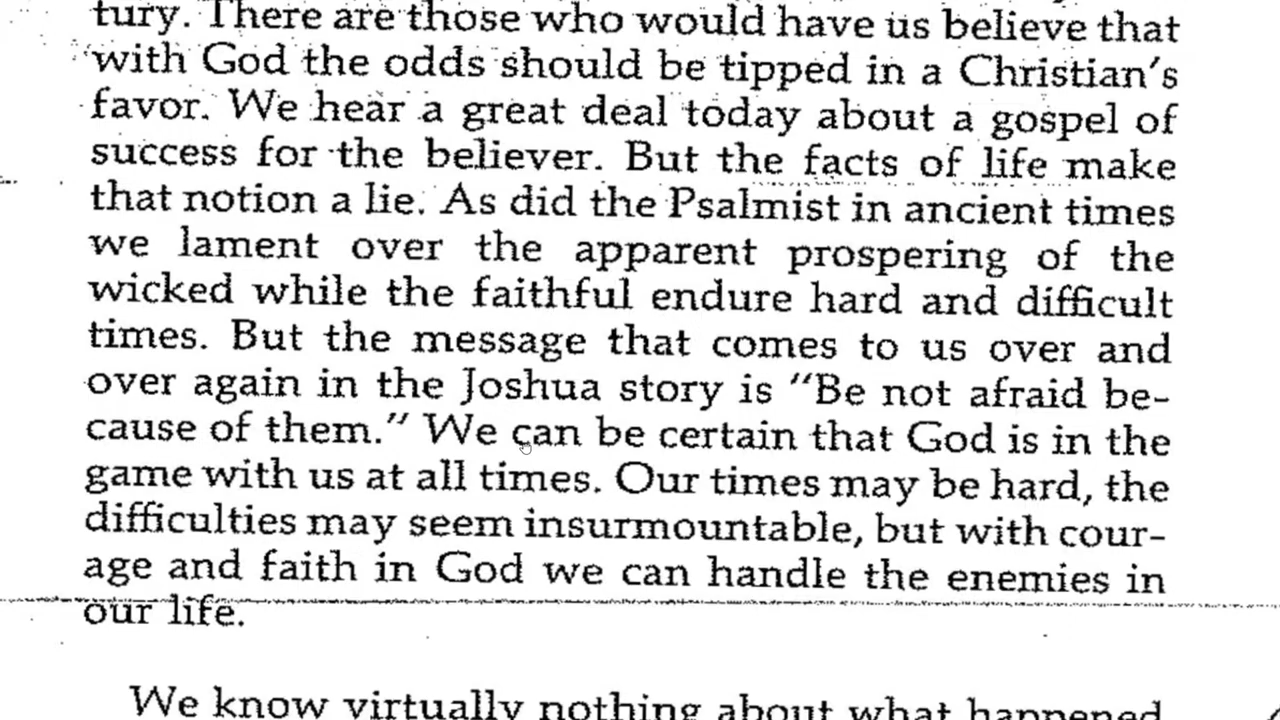 tury. There are those who would have us believe that
with God the odds should be tipped in a Christian's
favor. We hear a great deal today about a gospel of
success for the believer. But the facts of life make
that notion a lie. As did the Psalmist in ancient times
we lament over the apparent prospering of the
wicked while the faithful endure hard and difficult
times. But the message that comes to us over and
over again in the Joshua story is "Be not afraid be-
cause of them." We can be certain that God is in the
game with us at all times. Our times may be hard, the
difficulties may seem insurmountable, but with cour-
age and faith in God we can handle the enemies in
our life.
We know virtually nothing about what happened